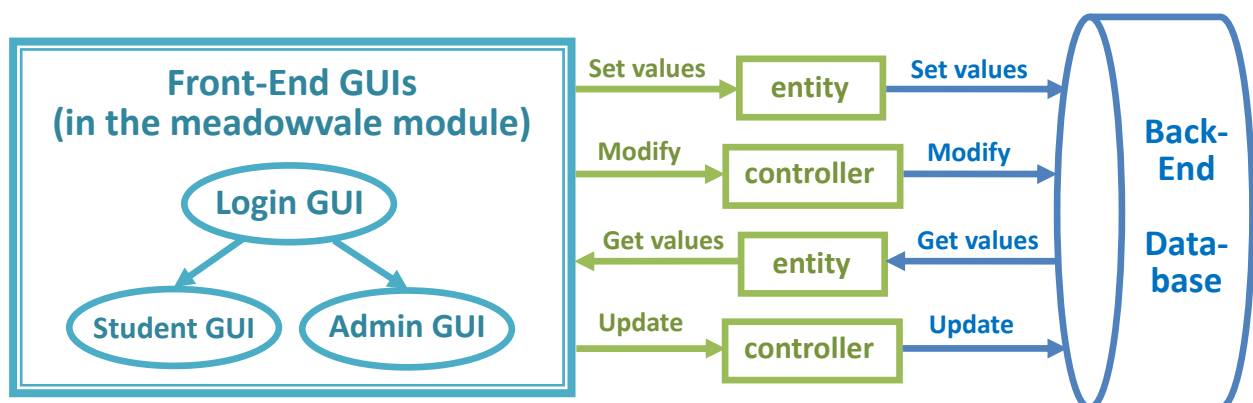 Front-End GUIs
(in the meadowvale module)
Login GUI
Student GUI
Admin GUI
Set values
entity
Set values
Modify
controller
Modify
Get values
entity
Get values
Update
controller
Update
Back-
End
Data-
base